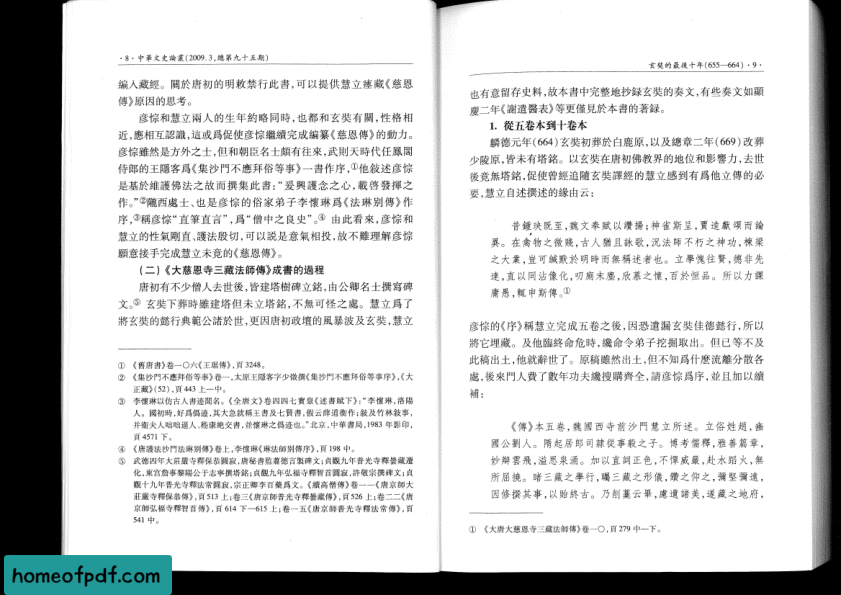 ·8·中華文史論叢(2009.3,總第九十五期)
編入藏經。關於唐初的明敕禁行此書,可以提供慧立瘞藏《慈恩
傳》原因的思考。
彦悰和慧立兩人的生年約略同時,也都和玄奘有關,性格相
近,應相互認識,這或爲促使彦悰繼續完成編纂《慈恩傳》的動力。
彦悰雖然是方外之士,但和朝臣名士頗有往來,武則天時代任鳳閣
侍郎的王隱客爲《集沙門不應拜俗等事》一書作序,①他敍述彦悰
是基於維護佛法之故而撰集此書:“爰興護念之心,載啓發揮之
作。”②隴西處士、也是彦悰的俗家弟子李懷琳爲《法琳別傳》作
序,③稱彦悰“直筆直言”,爲“僧中之良史”。④ 由此看來,彦悰和
慧立的性氣剛直、護法殷切,可以説是意氣相投,故不難理解彦悰
願意接手完成慧立未竟的《慈恩傳》。
(二)《大慈恩寺三藏法師傳》成書的過程
唐初有不少僧人去世後,皆建塔樹碑立銘,由公卿名士撰寫碑
文。⑤ 玄奘下葬時雖建塔但未立塔銘,不無可怪之處。慧立爲了
將玄奘的懿行典範公諸於世,更因唐初政壇的風暴波及玄奘,慧立
① 《舊唐書》卷一〇六《王琚傳》,頁3248。
② 《集沙門不應拜俗等事》卷一,太原王隱客字少微撰《集沙門不應拜俗等事序》,《大
正藏》(52),頁443上—中。
③ 李懷琳以仿古人書迹聞名。《全唐文》卷四四七竇臮《述書賦下》:“李懷琳,洛陽
人。國初時,好爲僞迹,其大急就稱王書及七賢書,假云薛道衡作;敍及竹林敍事,
并衛夫人咄咄逼人、嵇康絶交書,並懷琳之僞迹也。”北京,中華書局,1983年影印,
頁4571下。
④ 《唐護法沙門法琳別傳》卷上,李懷琳《琳法師別傳序》,頁198中。
⑤ 武德四年大莊嚴寺釋保恭圓寂,唐秘書監蕭德言製碑文;貞觀九年普光寺釋曇藏遷
化,東宫詹事黎陽公于志寧撰塔銘;貞觀九年弘福寺釋智首圓寂,許敬宗撰碑文;貞
觀十九年普光寺釋法常圓寂,宗正卿李百藥爲文。《續高僧傳》卷一一《唐京師大
莊嚴寺釋保恭傳》,頁513上;卷三《唐京師普光寺釋曇藏傳》,頁526上;卷二二《唐
京師弘福寺釋智首傳》,頁614下—615上;卷一五《唐京師普光寺釋法常傳》,頁
541中。
玄奘的最後十年(655—664)·9·
也有意留存史料,故本書中完整地抄録玄奘的奏文,有些奏文如顯
慶二年《謝遣醫表》等更僅見於本書的著録。
1. 從五卷本到十卷本
麟德元年(664)玄奘初葬於白鹿原,以及總章二年(669)改葬
少陵原,皆未有塔銘。以玄奘在唐初佛教界的地位和影響力,去世
後竟無塔銘,促使曾經追隨玄奘譯經的慧立感到有爲他立傳的必
要,慧立自述撰述的緣由云:
昔鍾玦既至,魏文奉賦以讚揚;神雀斯呈,賈逵獻頌而論
異。在禽物之微賤,古人猶且詠歌,況法師不朽之神功,棟梁
之大業,豈可緘默於明時而無稱述者也。立學愧往賢,德非先
達,直以同沾像化,叨廁末塵,欣慕之懷,百於恒品。所以力課
庸愚,輒申斯傳。①
彦悰的《序》稱慧立完成五卷之後,因恐遺漏玄奘佳德懿行,所以
將它埋藏。及他臨終命危時,纔命令弟子挖掘取出。但已等不及
此稿出土,他就辭世了。原稿雖然出土,但不知爲什麽流離分散各
處,後來門人費了數年功夫纔搜購齊全,請彦悰爲序,並且加以續
補:
《傳》本五卷,魏國西寺前沙門慧立所述。立俗姓趙,豳
國公劉人。隋起居郎司隸從事毅之子。博考儒釋,雅善篇章,
妙辯雲飛,溢思泉涌。加以直詞正色,不憚威嚴,赴水蹈火,無
所屈撓。睹三藏之學行,矚三藏之形儀,鑽之仰之,彌堅彌遠,
因修撰其事,以貽終古。乃削藁云畢,慮遺諸美,遂藏之地府,
① 《大唐大慈恩寺三藏法師傳》卷一〇,頁279中—下。
homeofpdf.com